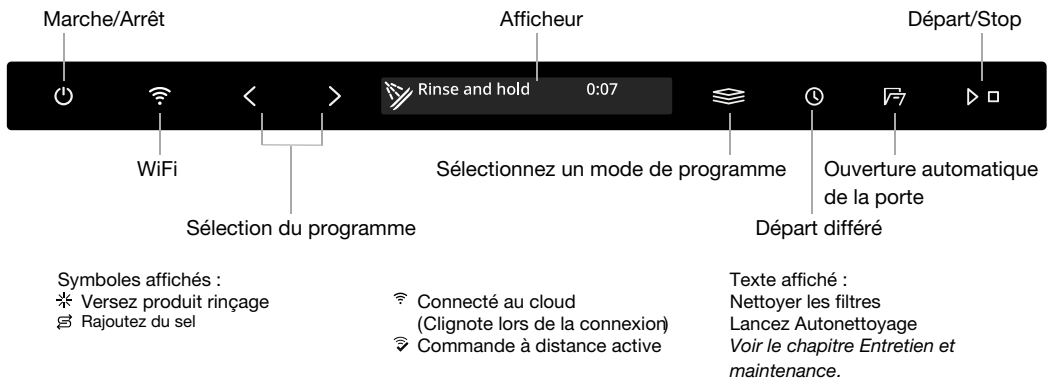 Marche/Arrêt
Afficheur
Départ/Stop
Rinse and hold 0:07
WiFi
Sélectionnez un mode de programme
Ouverture automatique
de la porte
Sélection du programme
Départ différé
Symboles affichés :
Versez produit rinçage
Rajoutez du sel
Connecté au cloud
(Clignote lors de la connexion)
Commande à distance active
Texte affiché :
Nettoyer les filtres
Lancez Autonettoyage
Voir le chapitre Entretien et
maintenance.